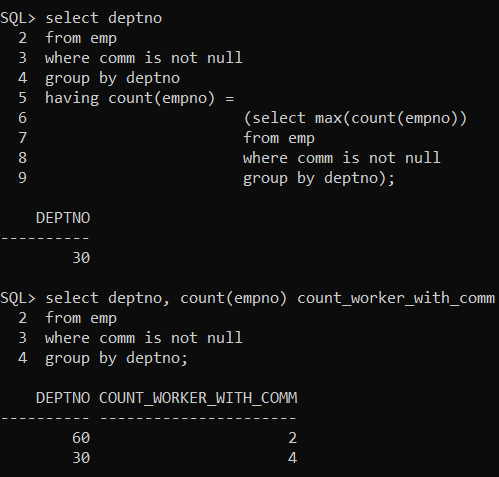 SQL> select deptno
  2  from emp
  3  where comm is not null
  4  group by deptno
  5  having count(empno) =
  6                        (select max(count(empno))
  7                        from emp
  8                        where comm is not null
  9                        group by deptno);
    DEPTNO
----------
        30
SQL> select deptno, count(empno) count_worker_with_comm
  2  from emp
  3  where comm is not null
  4  group by deptno;
    DEPTNO COUNT_WORKER_WITH_COMM
---------- ----------------------
        60                      2
        30                      4